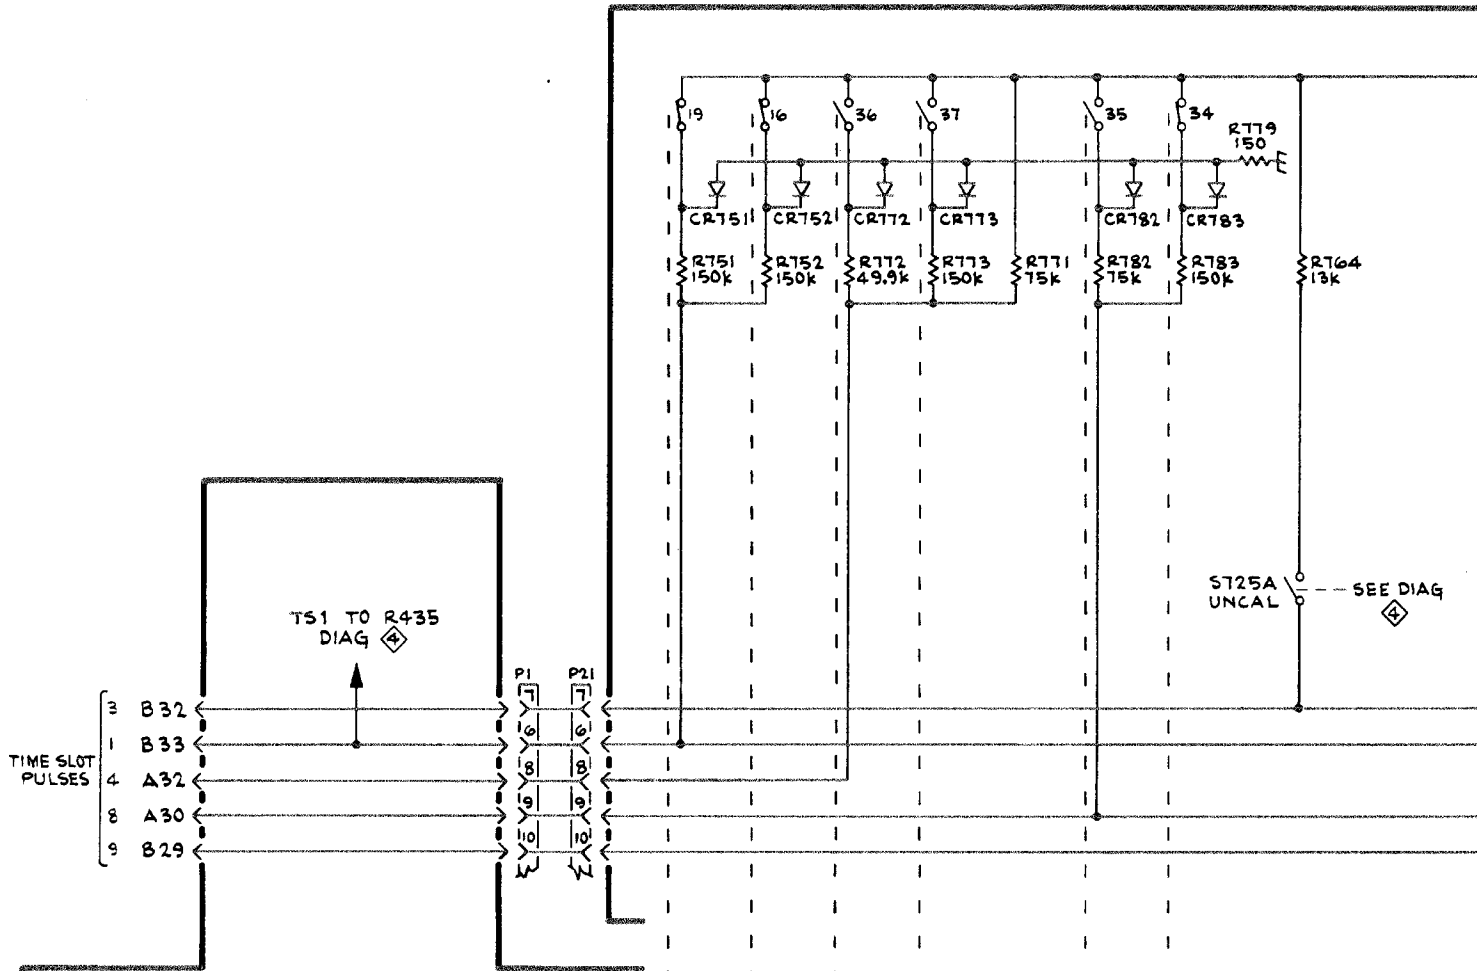 19
16
36
37
35
34
R779
150
CR751
CR752
CR772
CR773
CR782
CR783
R751
150K
R752
150K
R772
49.9K
R773
150K
R771
75K
R782
75K
R783
150K
R764
13K
S725A
UNCAL
SEE DIAG
4
TS1 TO R435
DIAG 4
P1
P21
TIME SLOT
PULSES
3 B32
7 7
1 B33
6 6
4 A32
8 8
8 A30
9 9
9 B29
10 10